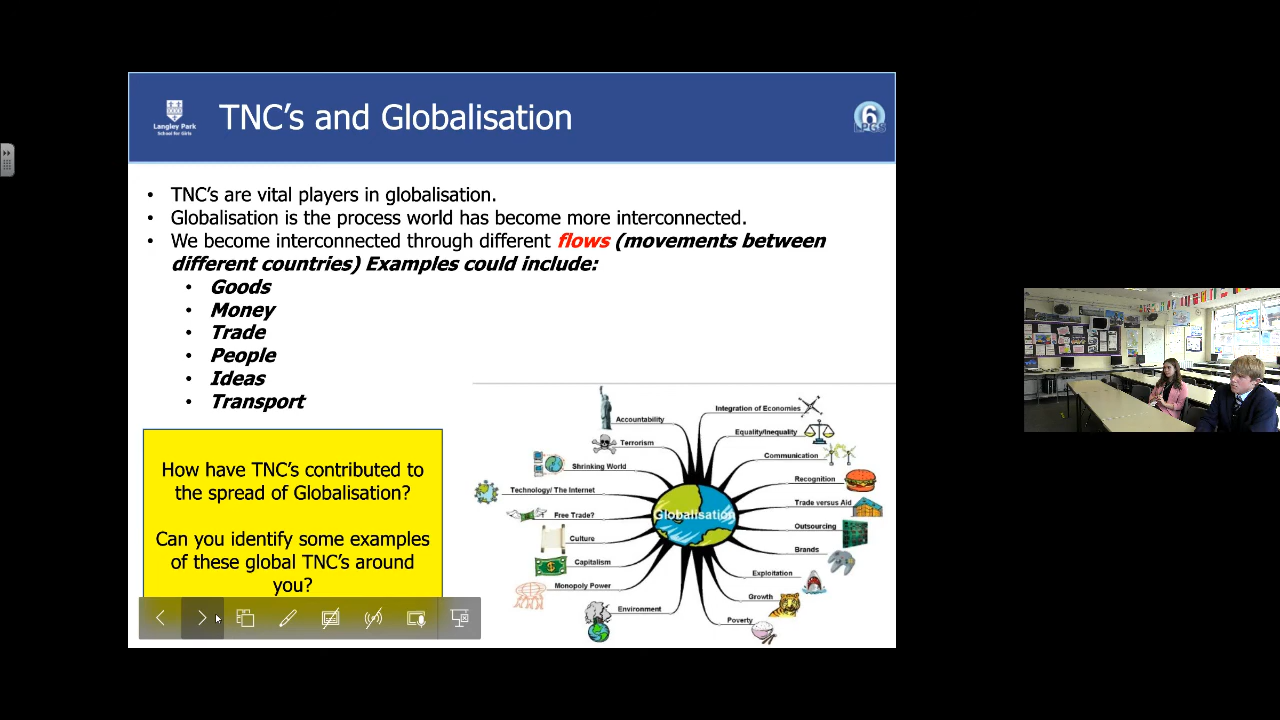 Langley Park
School for Girls
TNC's and Globalisation
6
LPGS
• TNC's are vital players in globalisation.
• Globalisation is the process world has become more interconnected.
• We become interconnected through different flows (movements between
different countries) Examples could include:
• Goods
• Money
• Trade
• People
• Ideas
• Transport
How have TNC's contributed to
the spread of Globalisation?
Can you identify some examples
of these global TNC's around
you?
Accountability
Terrorism
Shrinking World
Technology/ The Internet
Free Trade?
Culture
Capitalism
Monopoly Power
Environment
Globalisation
Integration of Economies
Equality/Inequality
Communication
Recognition
Trade versus Aid
Outsourcing
Brands
Exploitation
Growth
Poverty